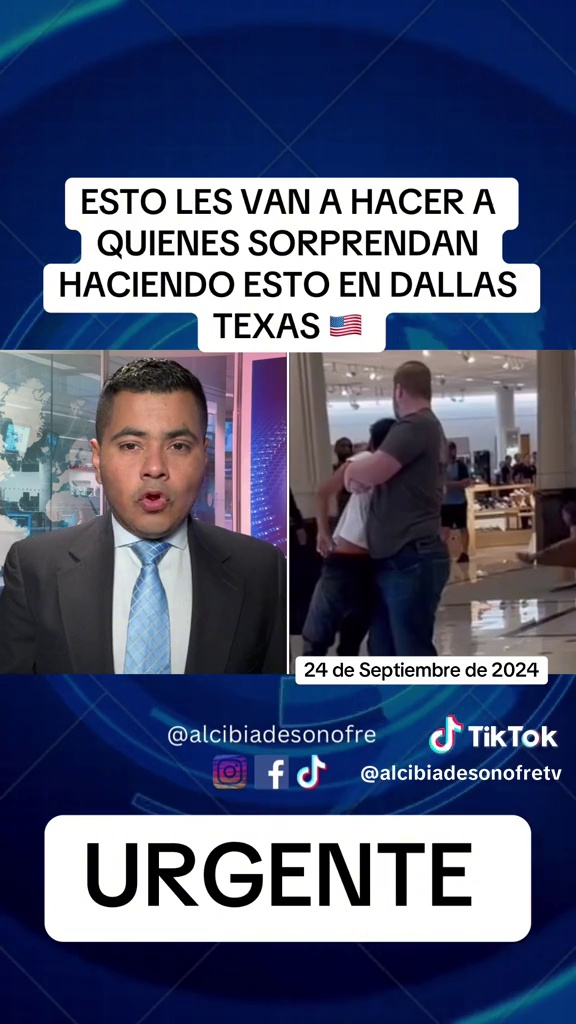 ESTO LES VAN A HACER A
QUIENES SORPRENDAN
HACIENDO ESTO EN DALLAS
TEXAS 🇺🇸
24 de Septiembre de 2024
@alcibiadesonofre
TikTok
@alcibiadesonofretv
URGENTE